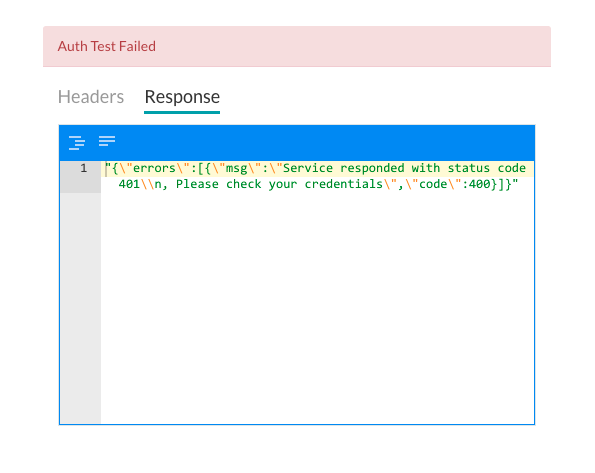 Auth Test Failed
Headers Response
1 "{\"errors\":[{\"msg\":\"Service responded with status code
401\\n, Please check your credentials\",\"code\":400}]}"